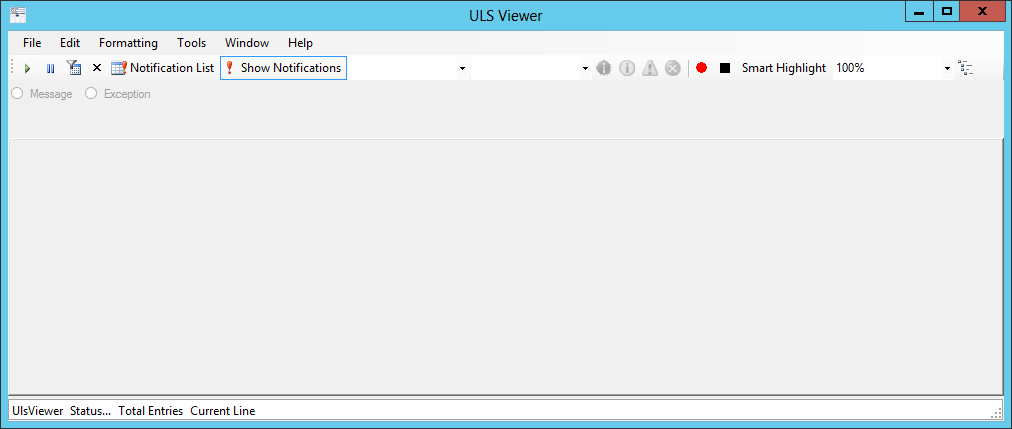 ULS Viewer
File Edit Formatting Tools Window Help
Notification List Show Notifications Smart Highlight 100%
Message Exception
UlsViewer Status... Total Entries Current Line